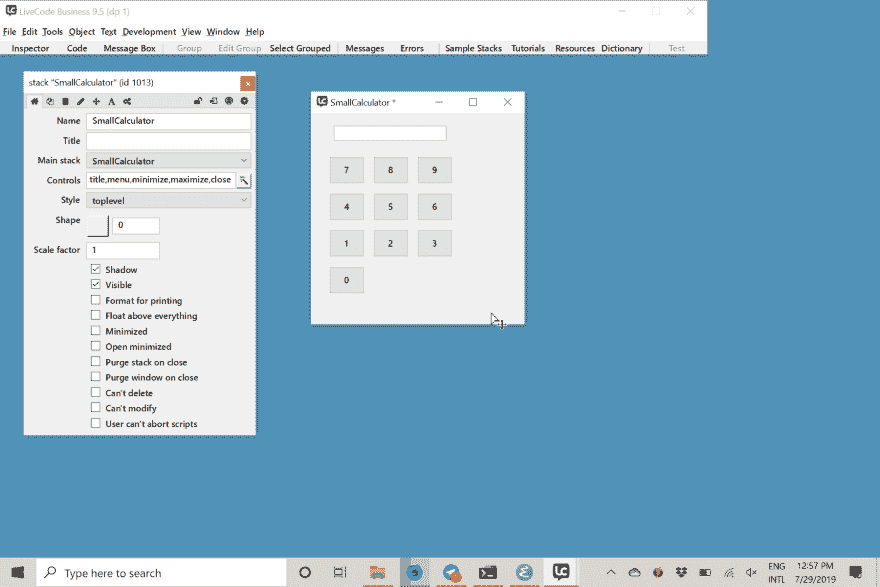 LiveCode Business 9.5 (dp 1)
File Edit Tools Object Text Development View Window Help
Inspector Code Message Box Group Edit Group Select Grouped Messages Errors Sample Stacks Tutorials Resources Dictionary Test
stack "SmallCalculator" (id 1013)
Name SmallCalculator
Title
Main stack SmallCalculator
Controls title,menu,minimize,maximize,close
Style toplevel
Shape 0
Scale factor 1
Shadow
Visible
Format for printing
Float above everything
Minimized
Open minimized
Purge stack on close
Purge window on close
Can't delete
Can't modify
User can't abort scripts
SmallCalculator *
7 8 9
4 5 6
1 2 3
0
Type here to search
ENG
INTL
12:57 PM
7/29/2019